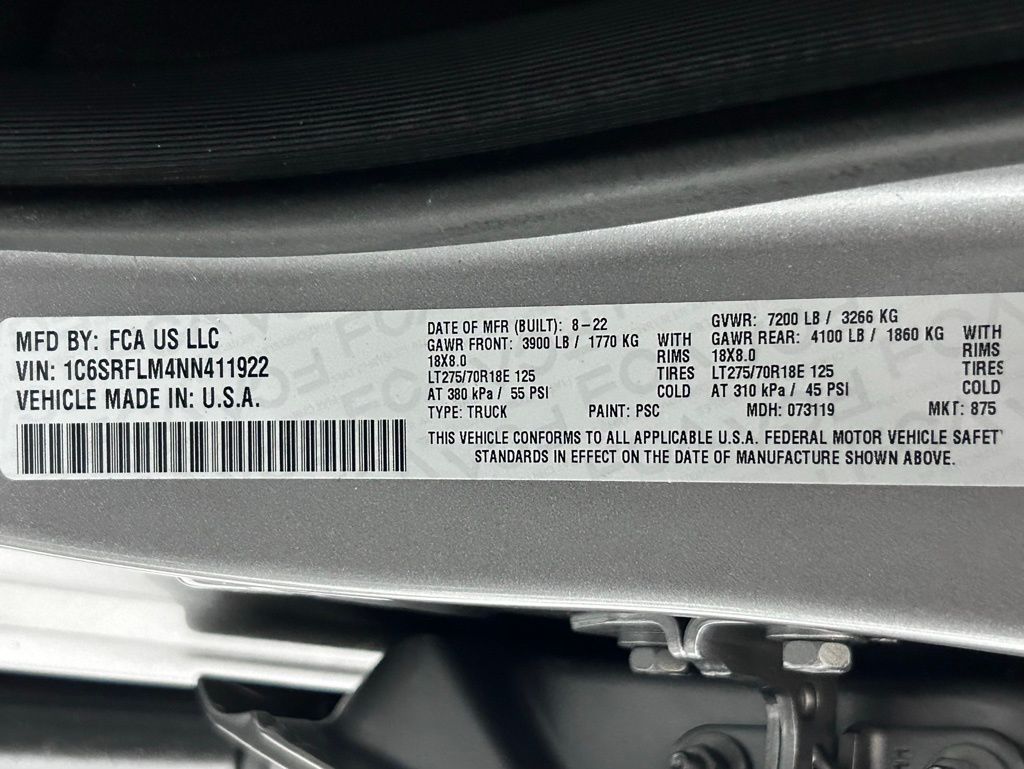 MFD BY: FCA US LLC
VIN: 1C6SRFLM4NN411922
VEHICLE MADE IN: U.S.A.
DATE OF MFR (BUILT): 8-22 GVWR: 7200 LB / 3266 KG
GAWR FRONT: 3900 LB / 1770 KG WITH GAWR REAR: 4100 LB / 1860 KG WITH
18X8.0 RIMS 18X8.0 RIMS
LT275/70R18E 125 TIRES LT275/70R18E 125 TIRES
AT 380 kPa / 55 PSI COLD AT 310 kPa / 45 PSI COLD
TYPE: TRUCK PAINT: PSC MDH: 073119 MKT: 875
THIS VEHICLE CONFORMS TO ALL APPLICABLE U.S.A. FEDERAL MOTOR VEHICLE SAFET
STANDARDS IN EFFECT ON THE DATE OF MANUFACTURE SHOWN ABOVE.